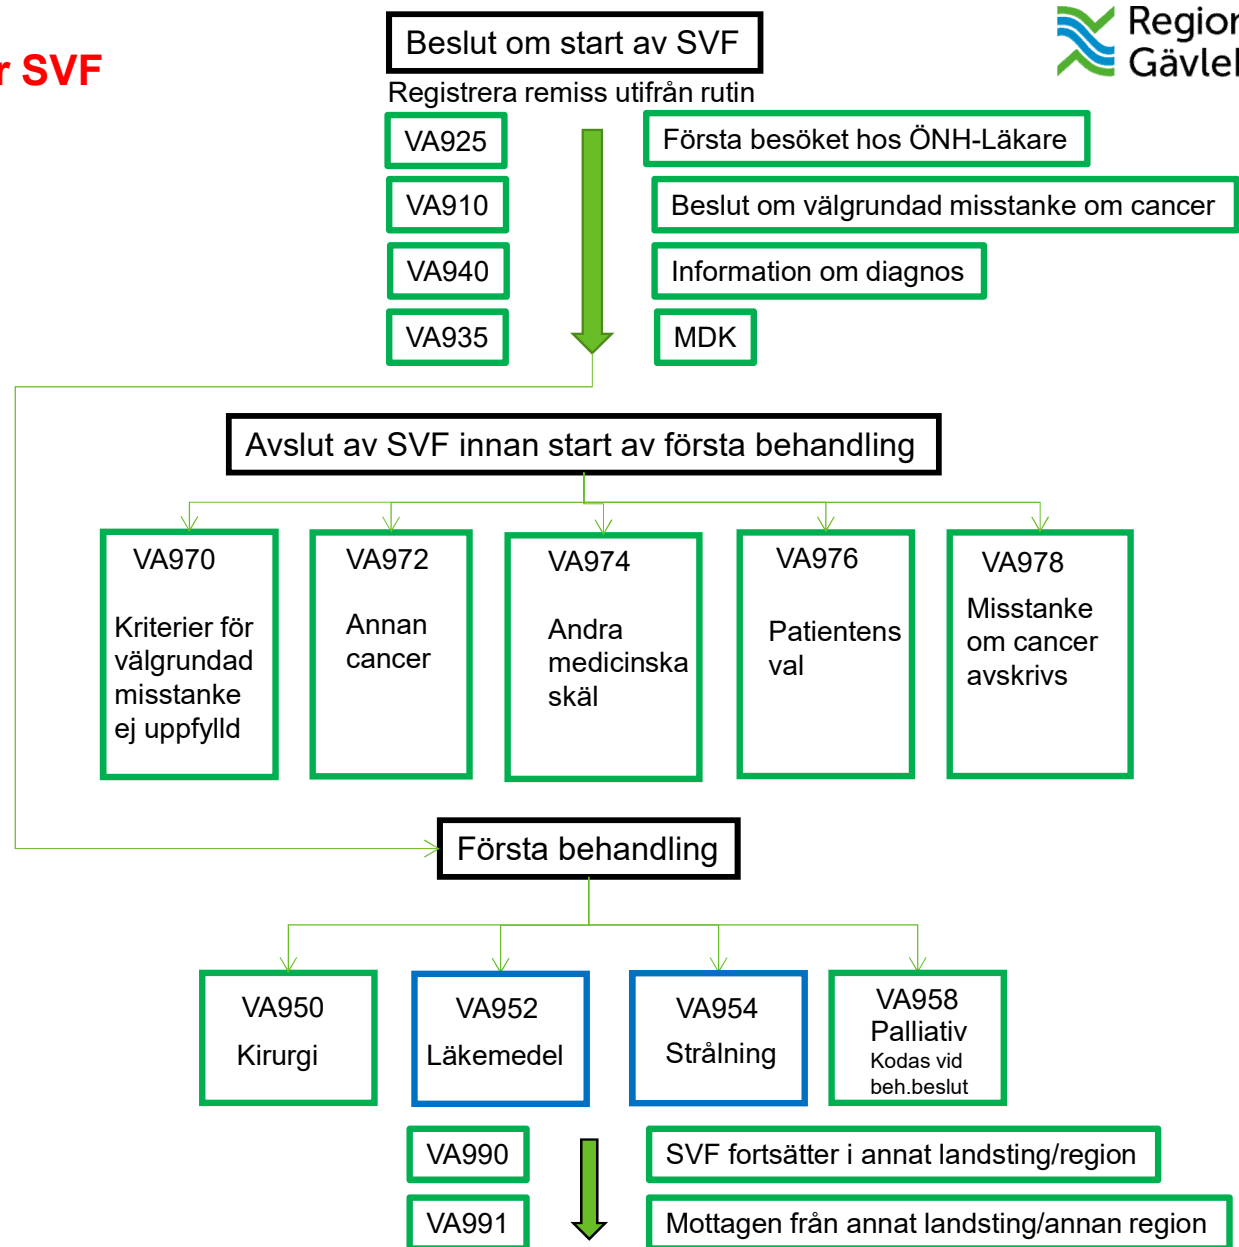 r SVF
Beslut om start av SVF
Region
Gävle
Registrera remiss utifrån rutin
VA925
Första besöket hos ÖNH-Läkare
VA910
Beslut om välgrundad misstanke om cancer
VA940
Information om diagnos
VA935
MDK
Avslut av SVF innan start av första behandling
VA970
Kriterier för
välgrundad
misstanke
ej uppfylld
VA972
Annan
cancer
VA974
Andra
medicinska
skäl
VA976
Patientens
val
VA978
Misstanke
om cancer
avskrivs
Första behandling
VA950
Kirurgi
VA952
Läkemedel
VA954
Strålning
VA958
Palliativ
Kodas vid
beh.beslut
VA990
SVF fortsätter i annat landsting/region
VA991
Mottagen från annat landsting/annan region